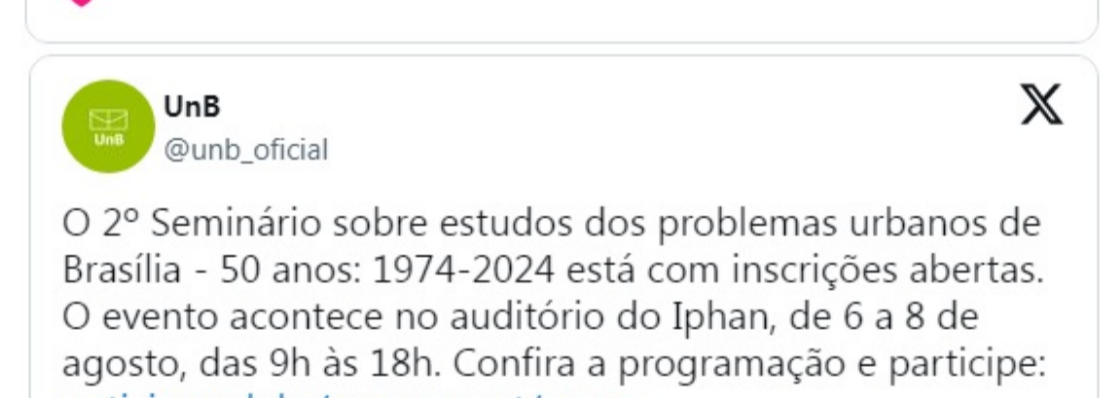 UnB
UnB
@unb_oficial
O 2º Seminário sobre estudos dos problemas urbanos de
Brasília - 50 anos: 1974-2024 está com inscrições abertas.
O evento acontece no auditório do Iphan, de 6 a 8 de
agosto, das 9h às 18h. Confira a programação e participe: